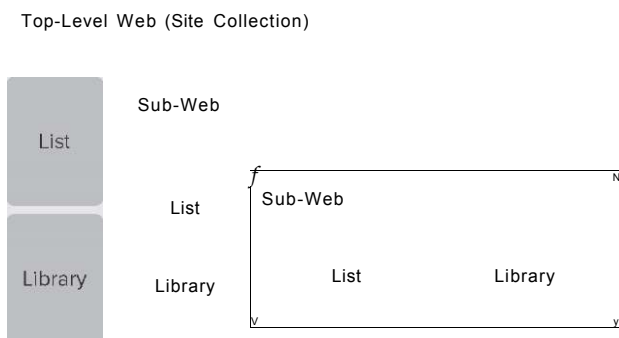 Top-Level Web (Site Collection)
Sub-Web
List
f
N
Sub-Web
List
Library
Library
List
Library
V
y